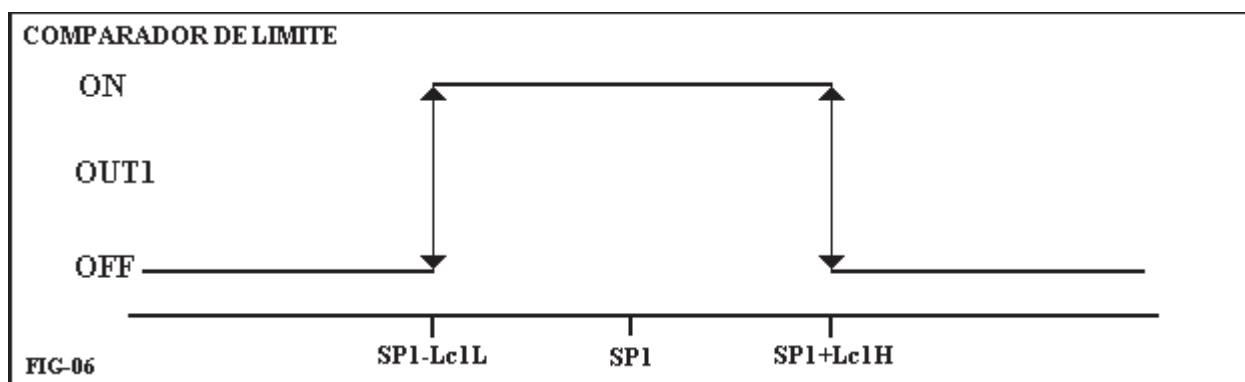 COMPARADOR DE LIMITE
ON
OUT1
OFF
SP1-Lc1L SP1 SP1+Lc1H
FIG-06